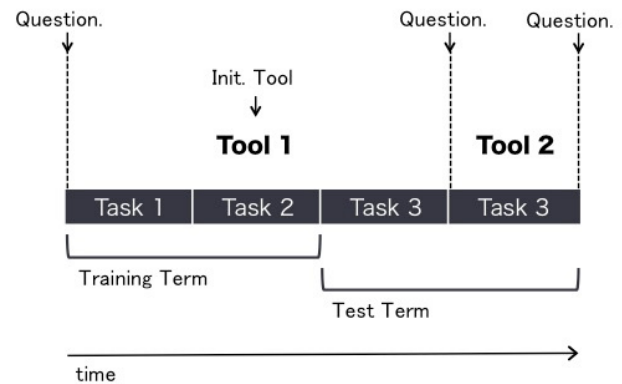 Question.
Question.
Question.
Init. Tool
Tool 1
Tool 2
Task 1
Task 2
Task 3
Task 3
Training Term
Test Term
time